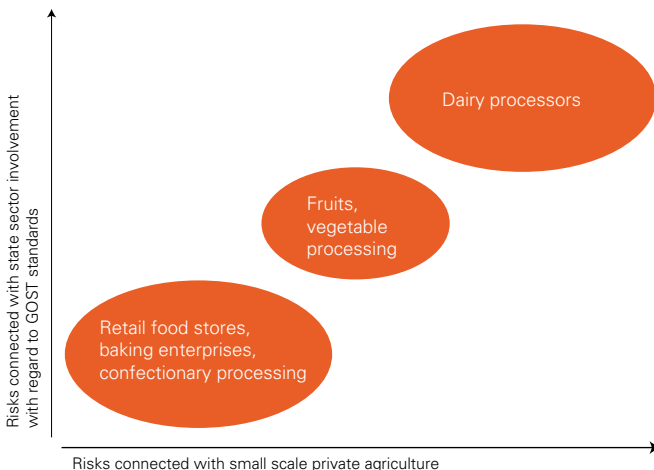 Risks connected with state sector involvement
with regard to GOST standards
Dairy processors
Fruits,
vegetable
processing
Retail food stores,
baking enterprises,
confectionary processing
Risks connected with small scale private agriculture